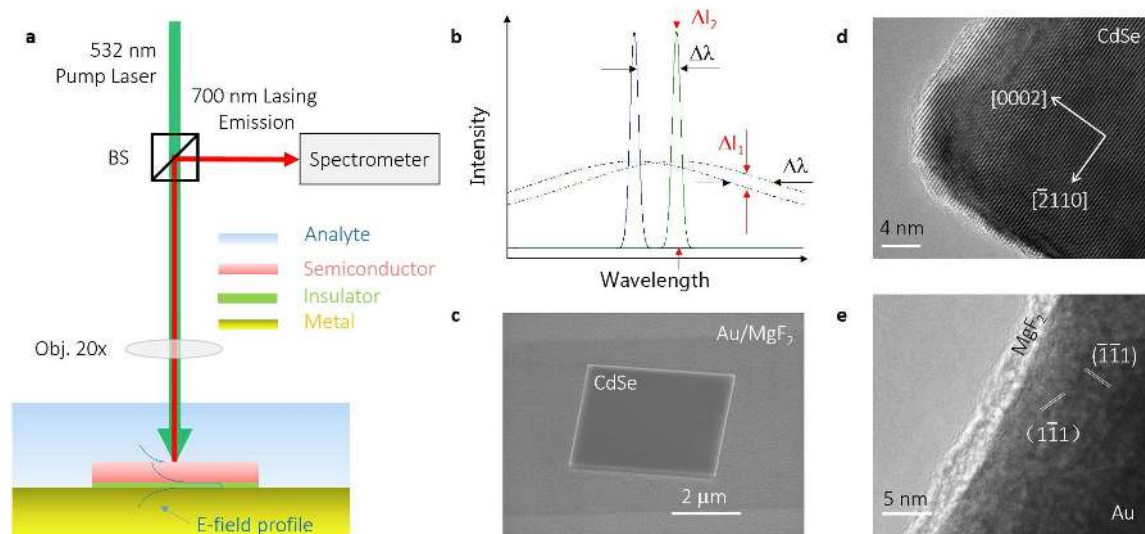 a
532 nm
Pump Laser
700 nm Lasing
Emission
BS
Spectrometer
Analyte
Semiconductor
Insulator
Metal
Obj. 20x
E-field profile
b
ΔI₂
Δλ
ΔI₁
Δλ
Intensity
Wavelength
c
Au/MgF₂
CdSe
2 μm
d
CdSe
[0002]
[2̄110]
4 nm
e
MgF₂
(1̄1̄1)
(11̄1)
5 nm
Au